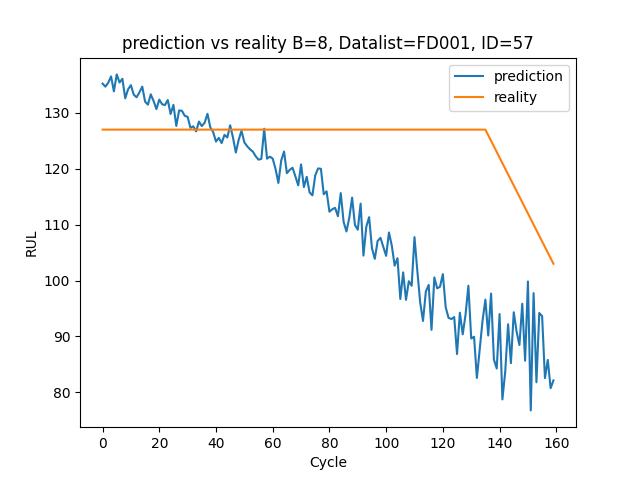 prediction vs reality B=8, Datalist=FD001, ID=57
prediction
reality
RUL
130
120
110
100
90
80
0 20 40 60 80 100 120 140 160
Cycle